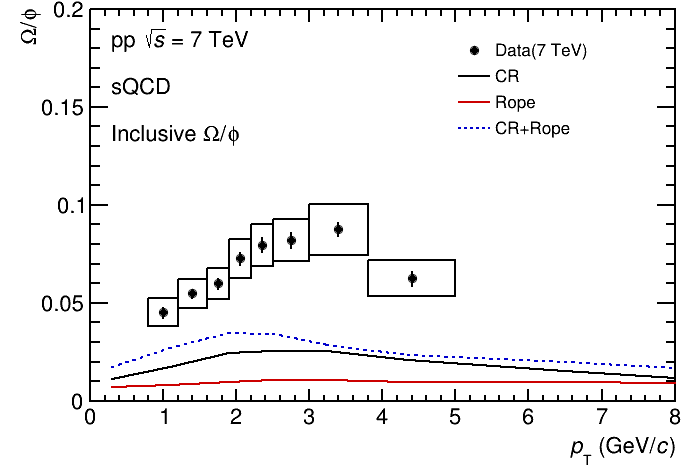 Ω/ϕ
0.2
0.15
0.1
0.05
0
pp √s = 7 TeV
sQCD
Inclusive Ω/ϕ
Data(7 TeV)
CR
Rope
CR+Rope
0 1 2 3 4 5 6 7 8
p_T (GeV/c)